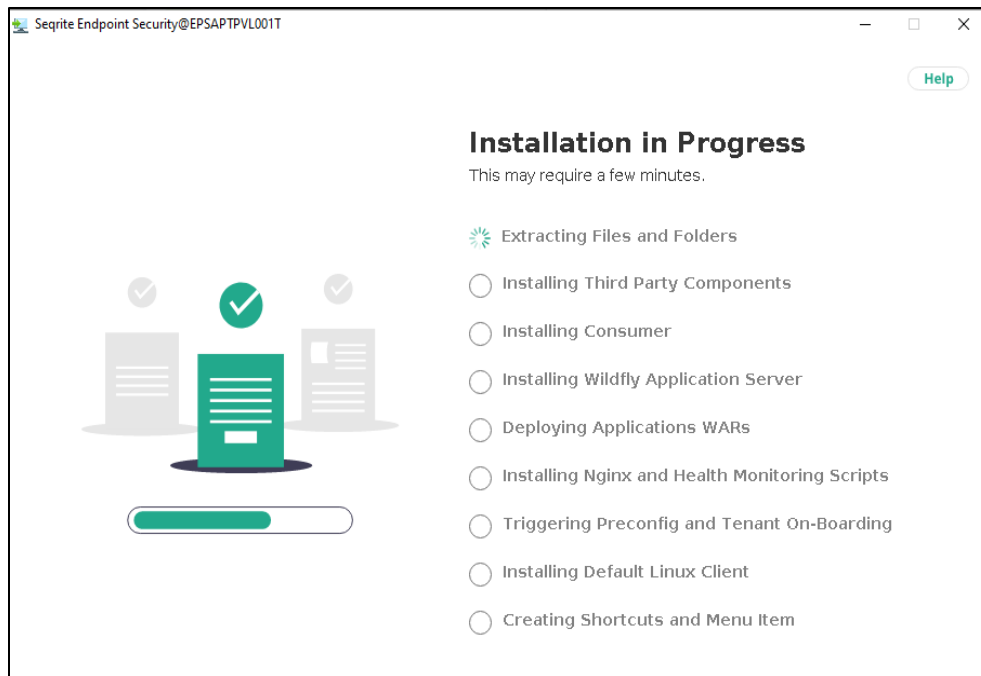 Seqrite Endpoint Security@EPSAPTPVL001T
Help
Installation in Progress
This may require a few minutes.
Extracting Files and Folders
Installing Third Party Components
Installing Consumer
Installing Wildfly Application Server
Deploying Applications WARs
Installing Nginx and Health Monitoring Scripts
Triggering Preconfig and Tenant On-Boarding
Installing Default Linux Client
Creating Shortcuts and Menu Item